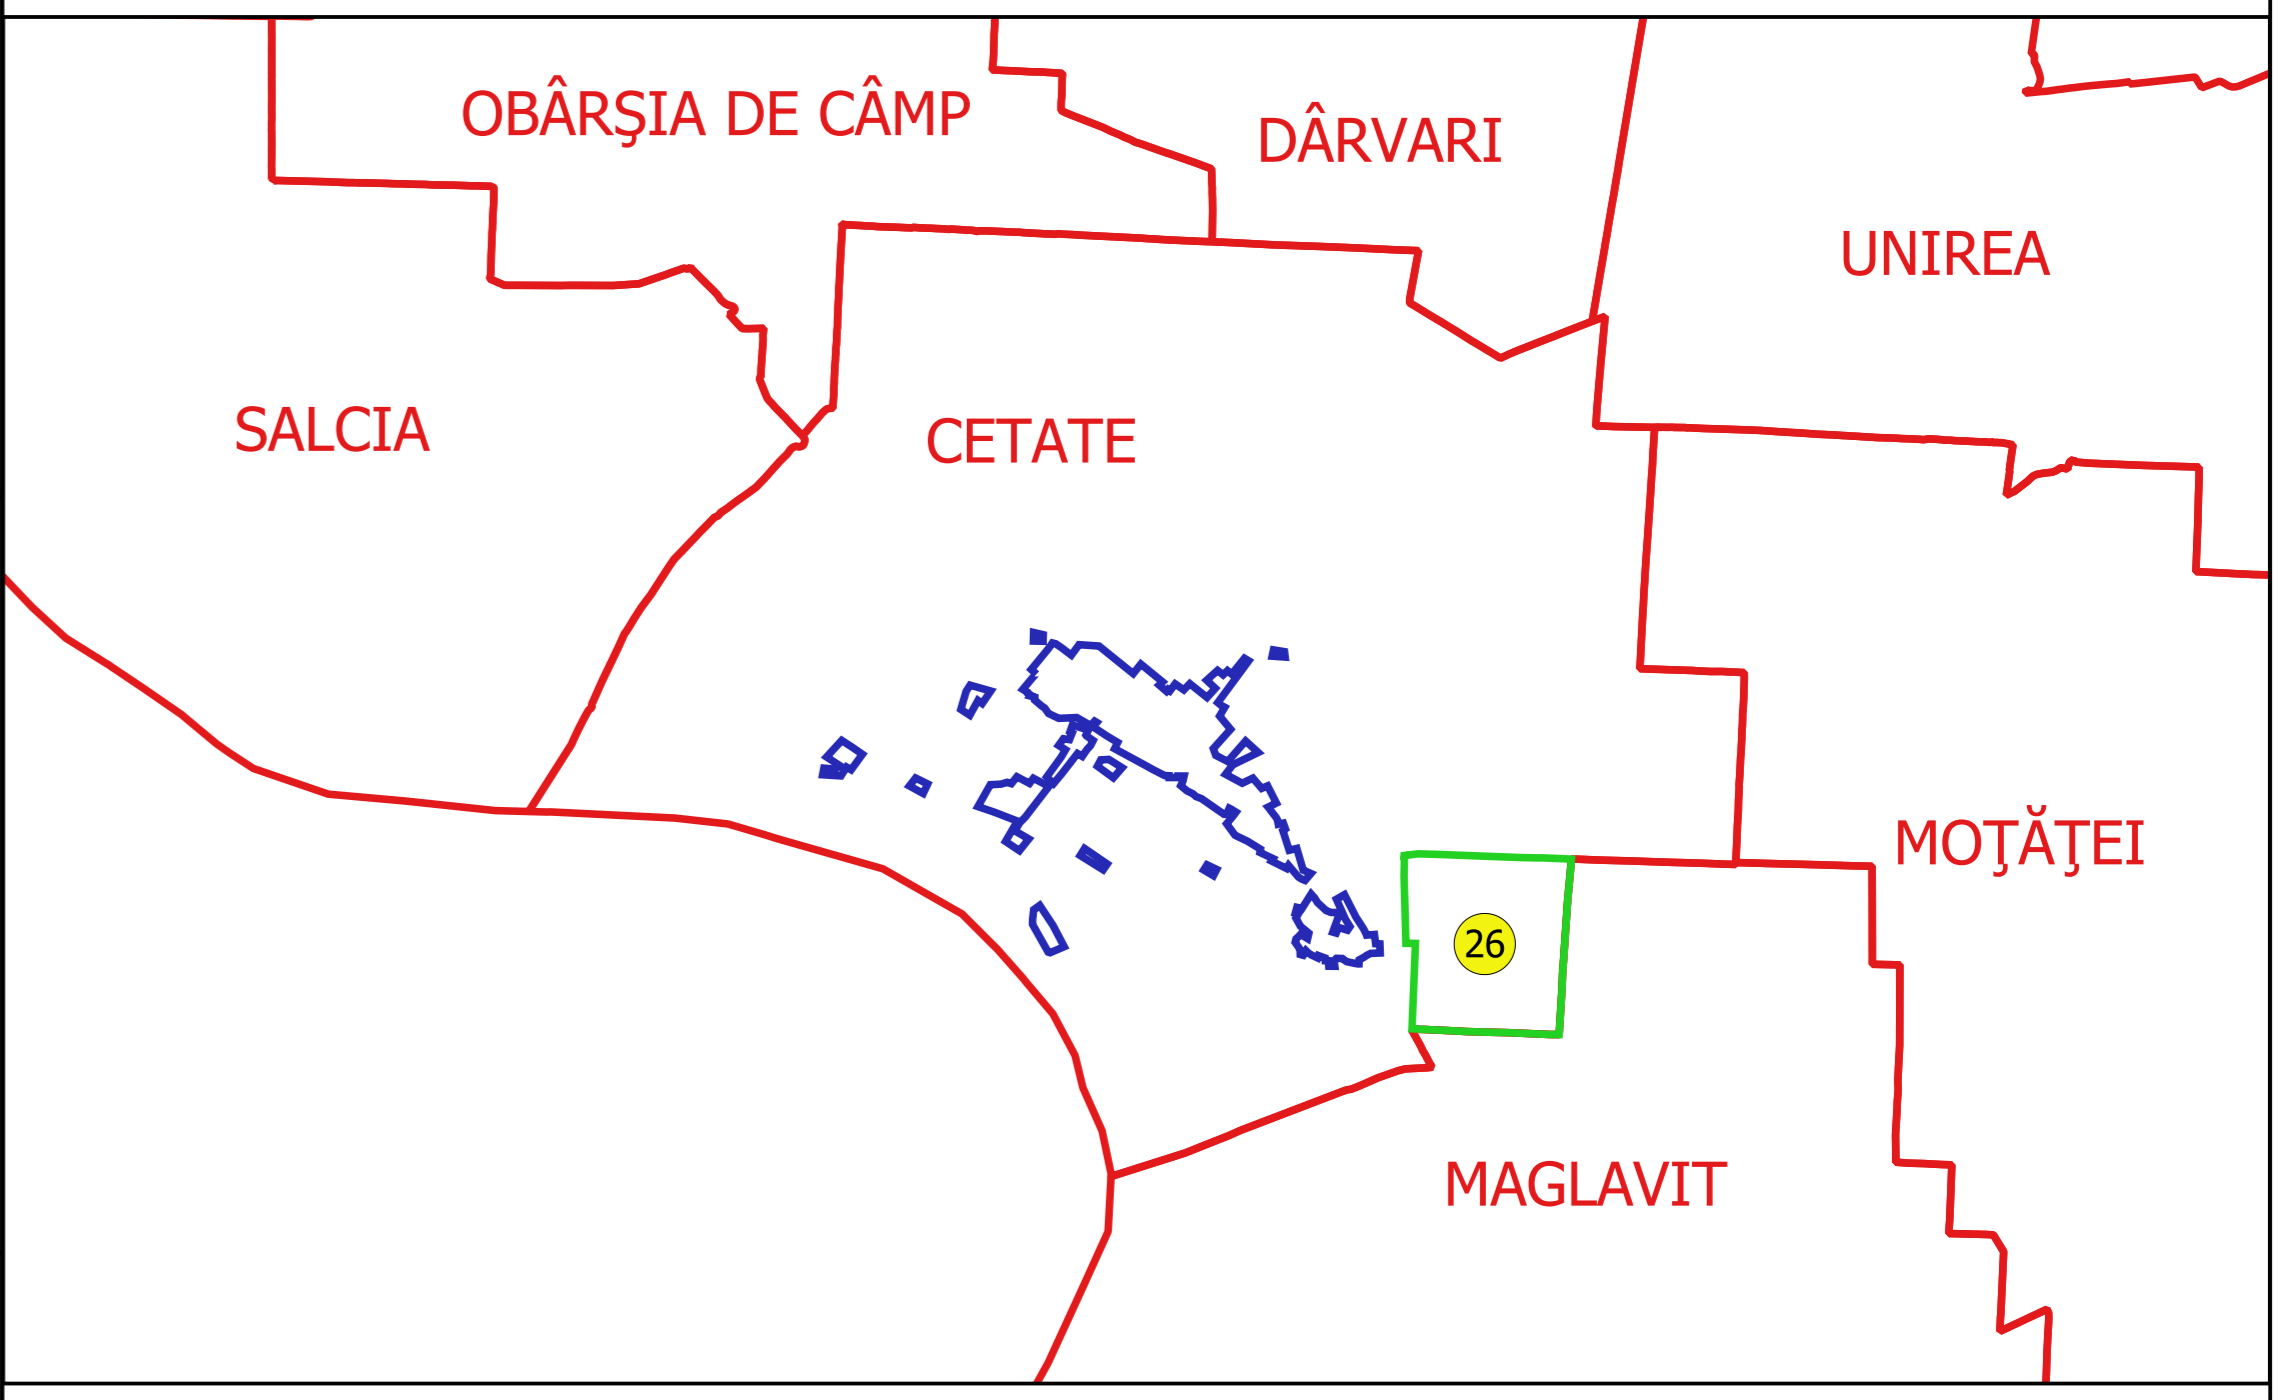 OBÂRŞIA DE CÂMP
DÂRVARI
UNIREA
SALCIA
CETATE
MOŢĂŢEI
26
MAGLAVIT